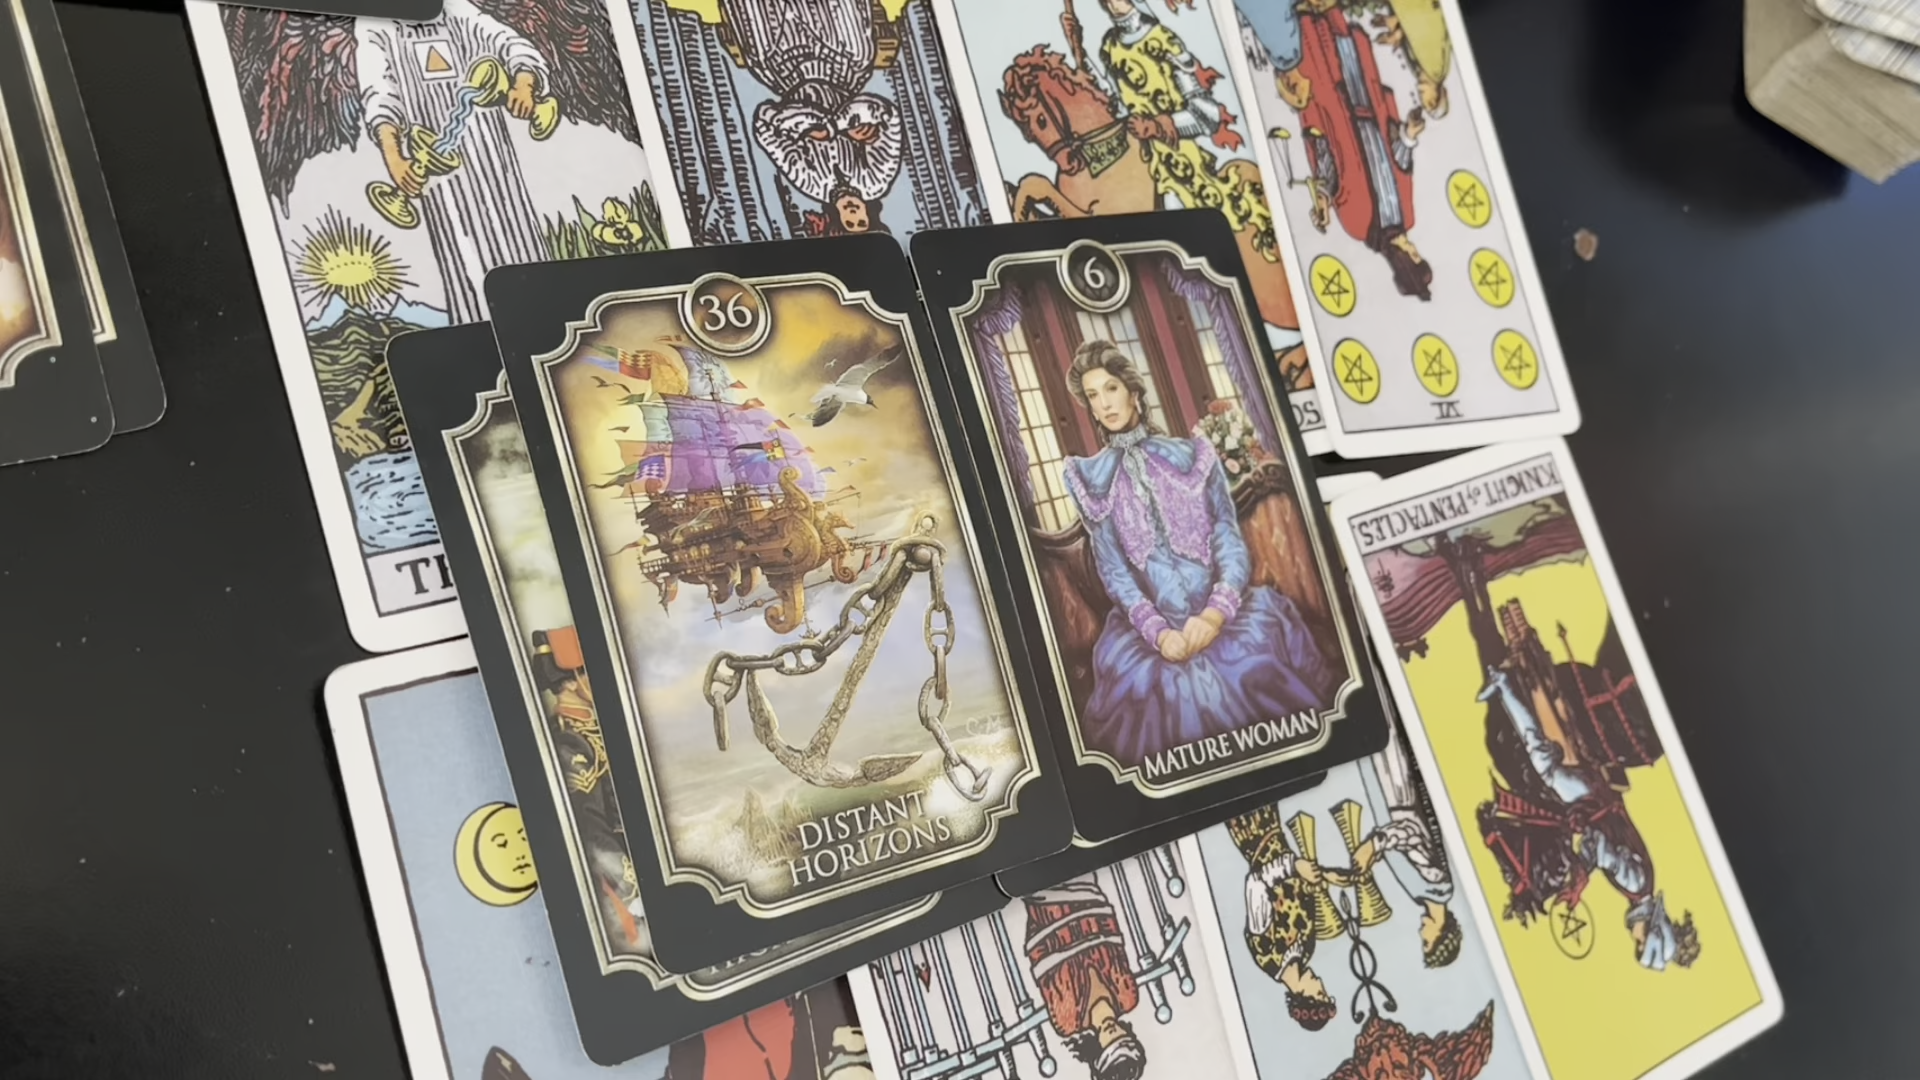 36
6
VI
KNIGHT of PENTACLES.
MATURE WOMAN
DISTANT
HORIZONS